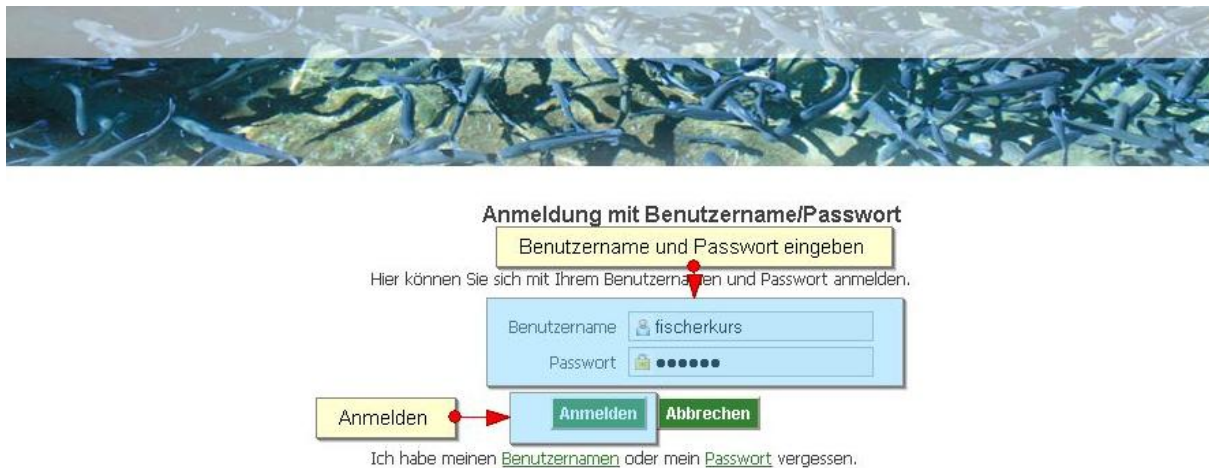 Anmeldung mit Benutzername/Passwort
Benutzername und Passwort eingeben
Hier können Sie sich mit Ihrem Benutzernamen und Passwort anmelden.
Benutzername fischerkurs
Passwort ●●●●●●
Anmelden Anmelden Abbrechen
Ich habe meinen Benutzernamen oder mein Passwort vergessen.